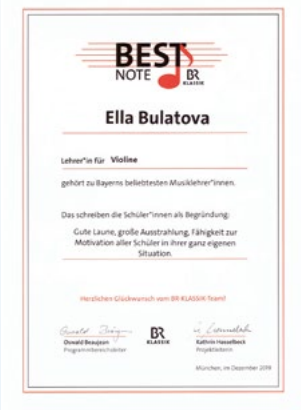 BEST
NOTE
BR
KLASSIK
Ella Bulatova
Lehrer*in für Violine
gehört zu Bayerns beliebtesten Musiklehrer*innen.
Das schreiben die Schüler*innen als Begründung:
Gute Laune, große Ausstrahlung, Fähigkeit zur
Motivation aller Schüler in ihrer ganz eigenen
Situation.
Herzlichen Glückwunsch vom BR-KLASSIK-Team!
BR
KLASSIK
Oswald Beaujean
Programmbereichsleiter
Kathrin Hasselbeck
Projektleiterin
München, im Dezember 2019